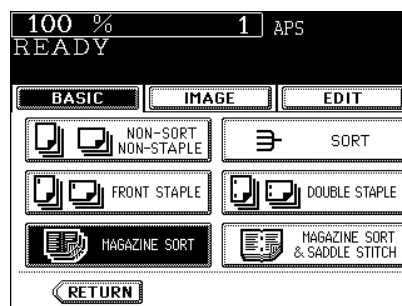 100 % 1 APS
READY
BASIC IMAGE EDIT
NON-SORT
NON-STAPLE
SORT
FRONT STAPLE
DOUBLE STAPLE
MAGAZINE SORT
MAGAZINE SORT
& SADDLE STITCH
RETURN